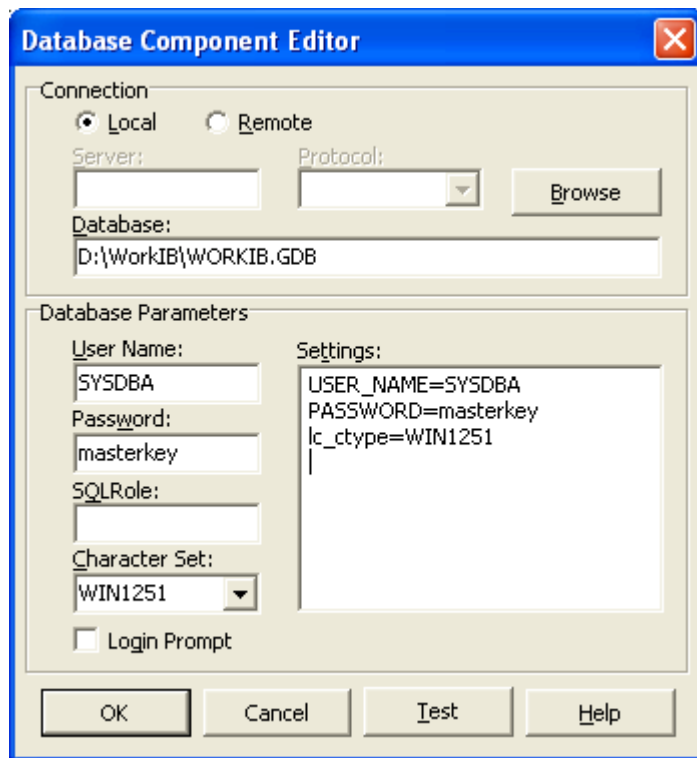 Database Component Editor
Connection
Local Remote
Server: Protocol:
Browse
Database:
D:\WorkIB\WORKIB.GDB
Database Parameters
User Name:
SYSDBA
Password:
masterkey
SQLRole:
Character Set:
WIN1251
Login Prompt
Settings:
USER_NAME=SYSDBA
PASSWORD=masterkey
lc_ctype=WIN1251
OK Cancel Test Help